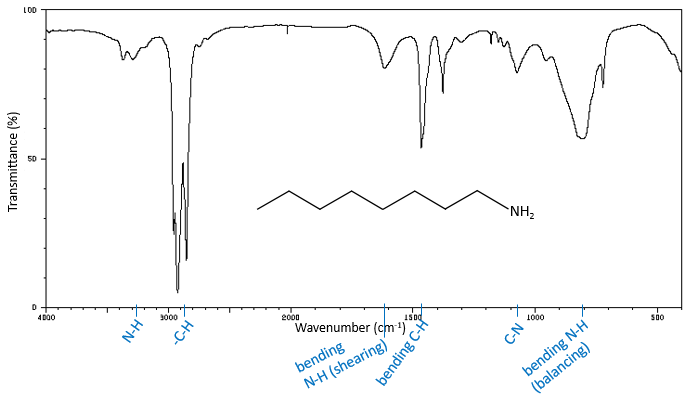 100
Transmittance (%)
50
NH2
0
4000
3000
2000
1500
1000
500
Wavenumber (cm-1)
N-H
-C-H
bending
N-H (shearing)
bending C-H
C-N
bending N-H
(balancing)